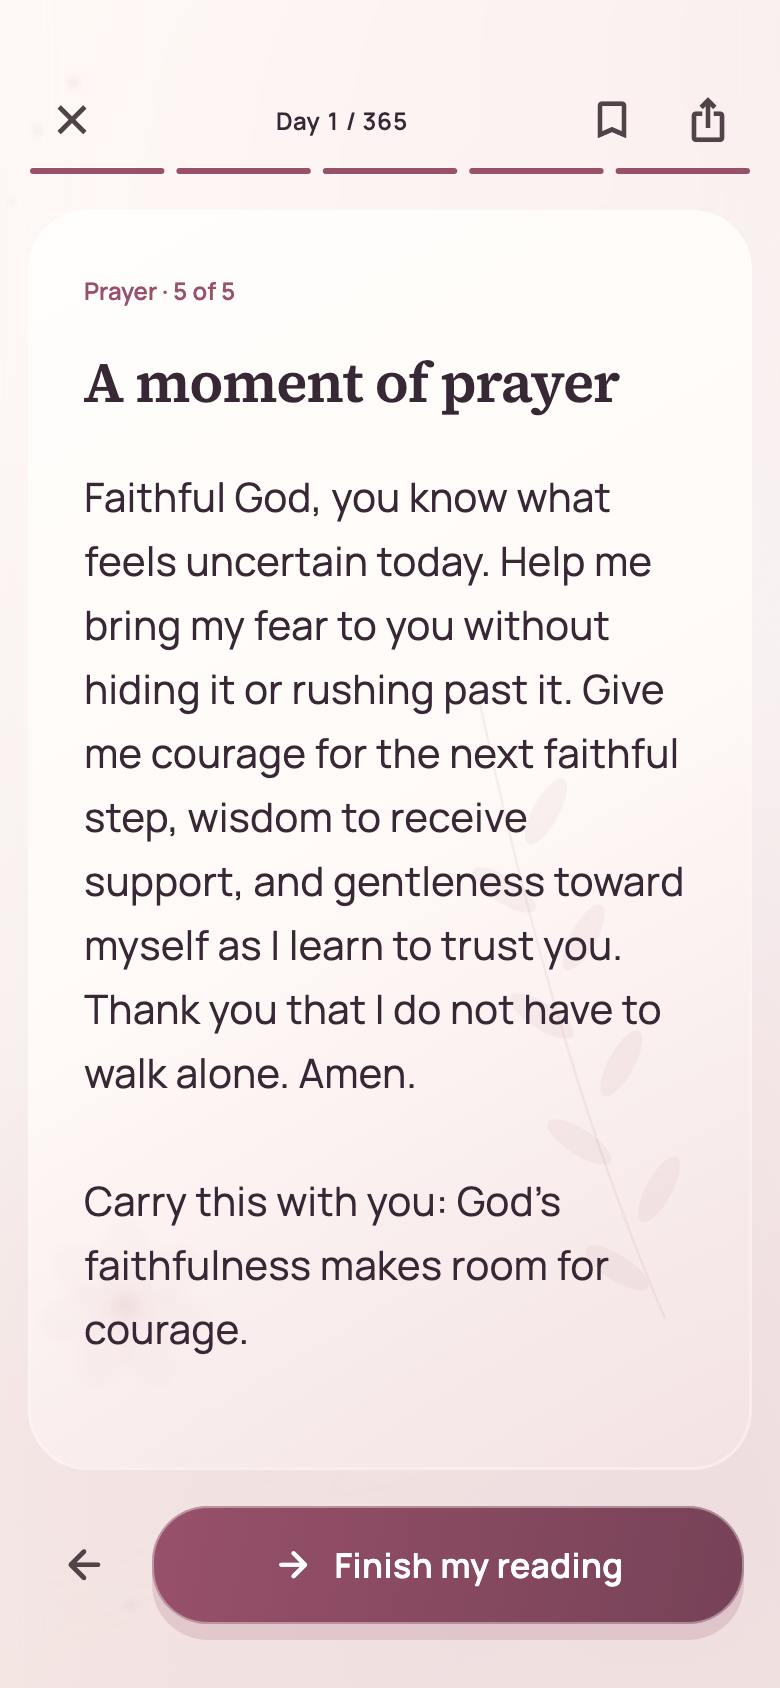 Day 1 / 365
Prayer · 5 of 5
A moment of prayer
Faithful God, you know what
feels uncertain today. Help me
bring my fear to you without
hiding it or rushing past it. Give
me courage for the next faithful
step, wisdom to receive
support, and gentleness toward
myself as I learn to trust you.
Thank you that I do not have to
walk alone. Amen.
Carry this with you: God’s
faithfulness makes room for
courage.
Finish my reading